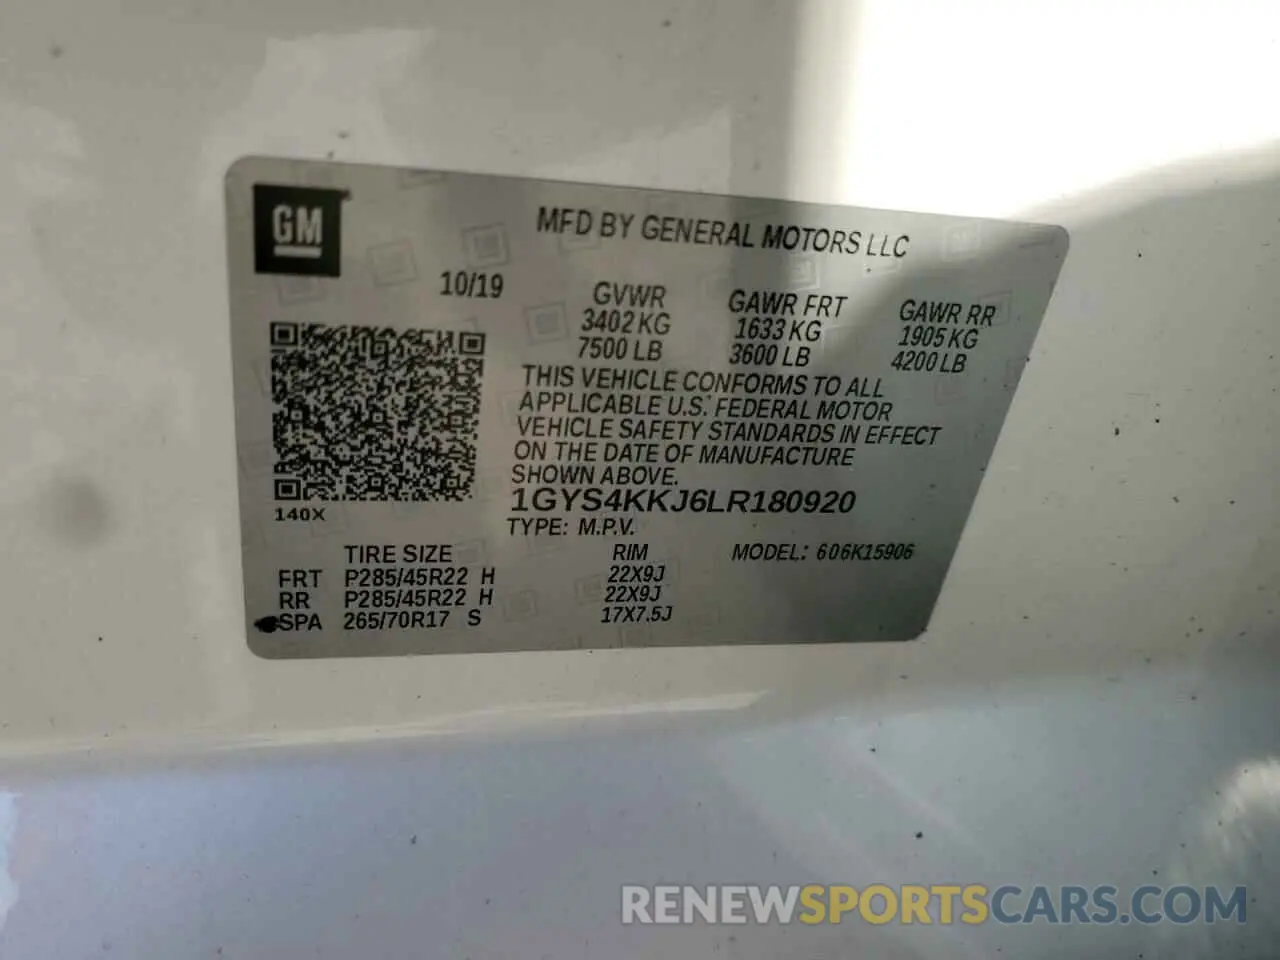 GM
MFD BY GENERAL MOTORS LLC
10/19
GVWR GAWR FRT GAWR RR
3402 KG 1633 KG 1905 KG
7500 LB 3600 LB 4200 LB
THIS VEHICLE CONFORMS TO ALL
APPLICABLE U.S. FEDERAL MOTOR
VEHICLE SAFETY STANDARDS IN EFFECT
ON THE DATE OF MANUFACTURE
SHOWN ABOVE.
1GYS4KKJ6LR180920
140X
TYPE: M.P.V.
TIRE SIZE RIM MODEL: 606K15906
FRT P285/45R22 H 22X9J
RR P285/45R22 H 22X9J
SPA 265/70R17 S 17X7.5J
RENEWSPORTSCARS.COM